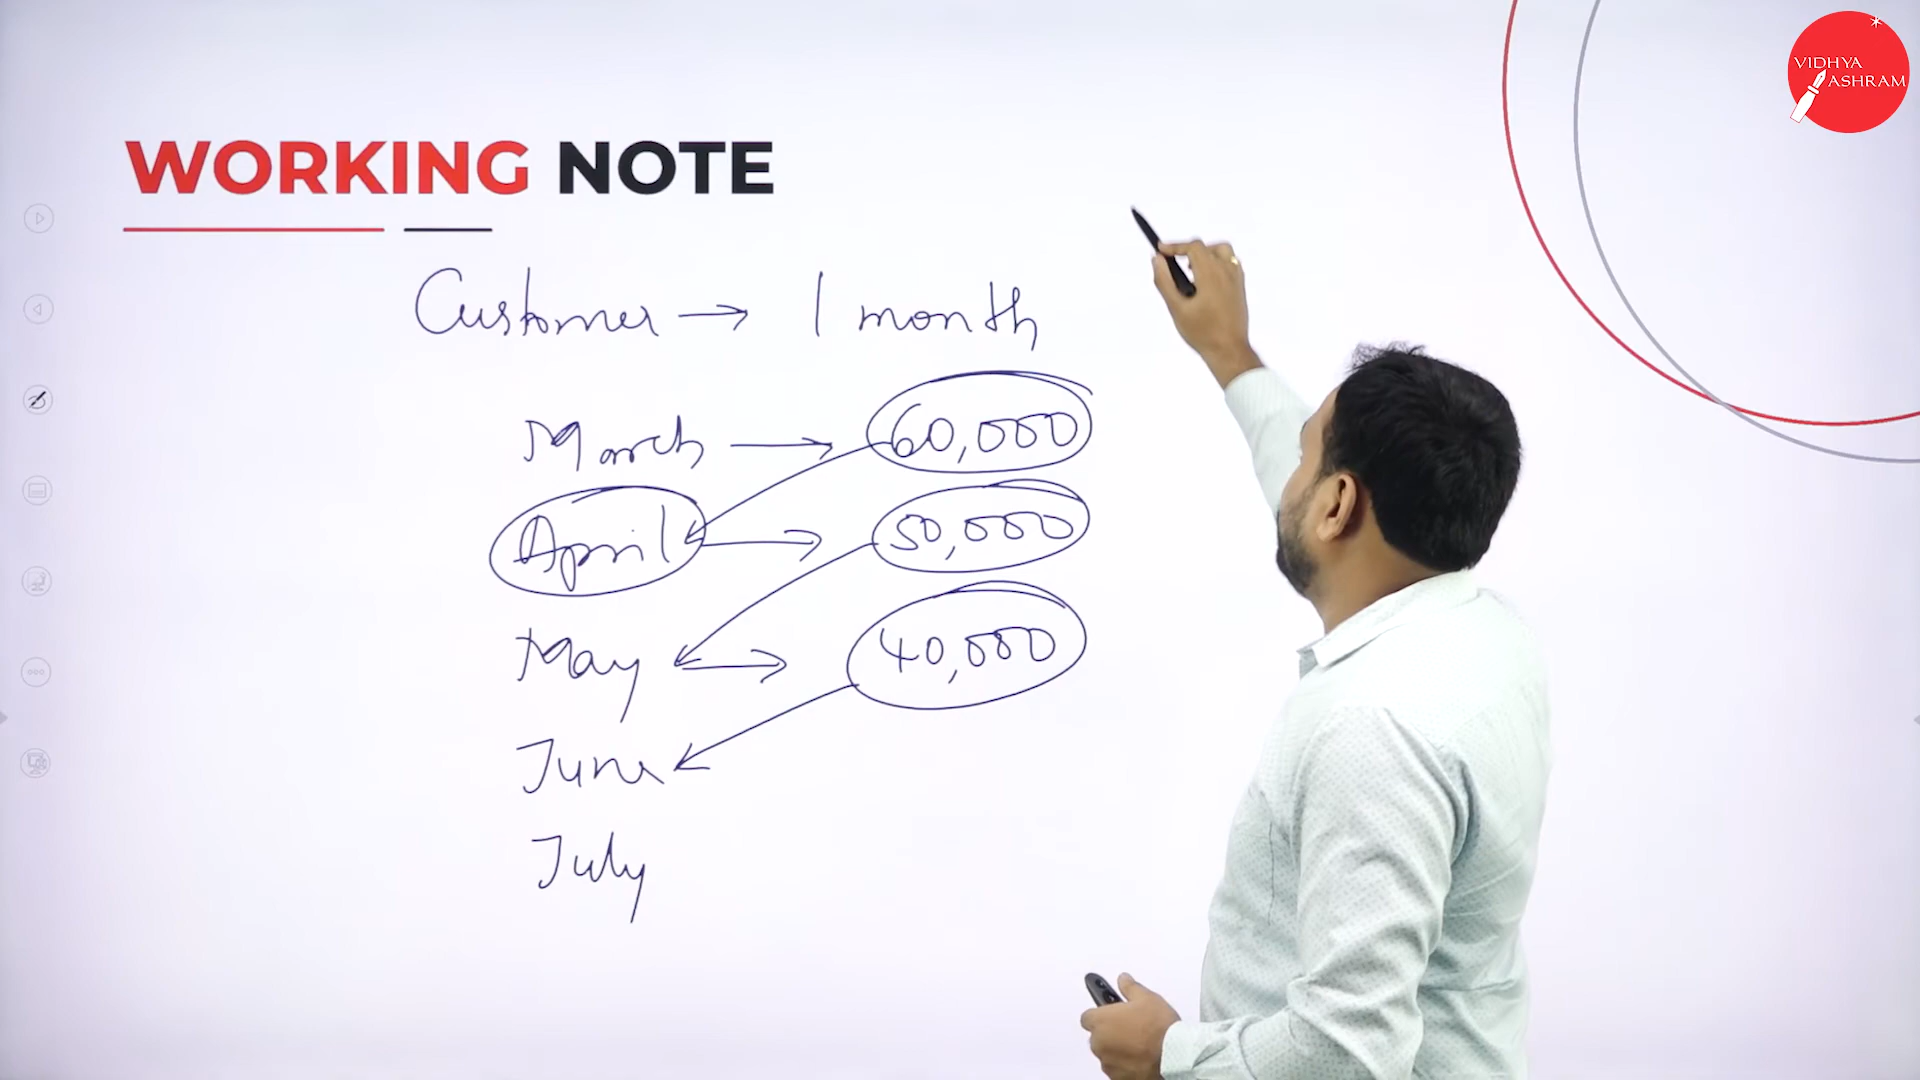 VIDHYA
ASHRAM
WORKING NOTE
Customer → 1 month
March → 60,000
April → 50,000
May → 40,000
June
July